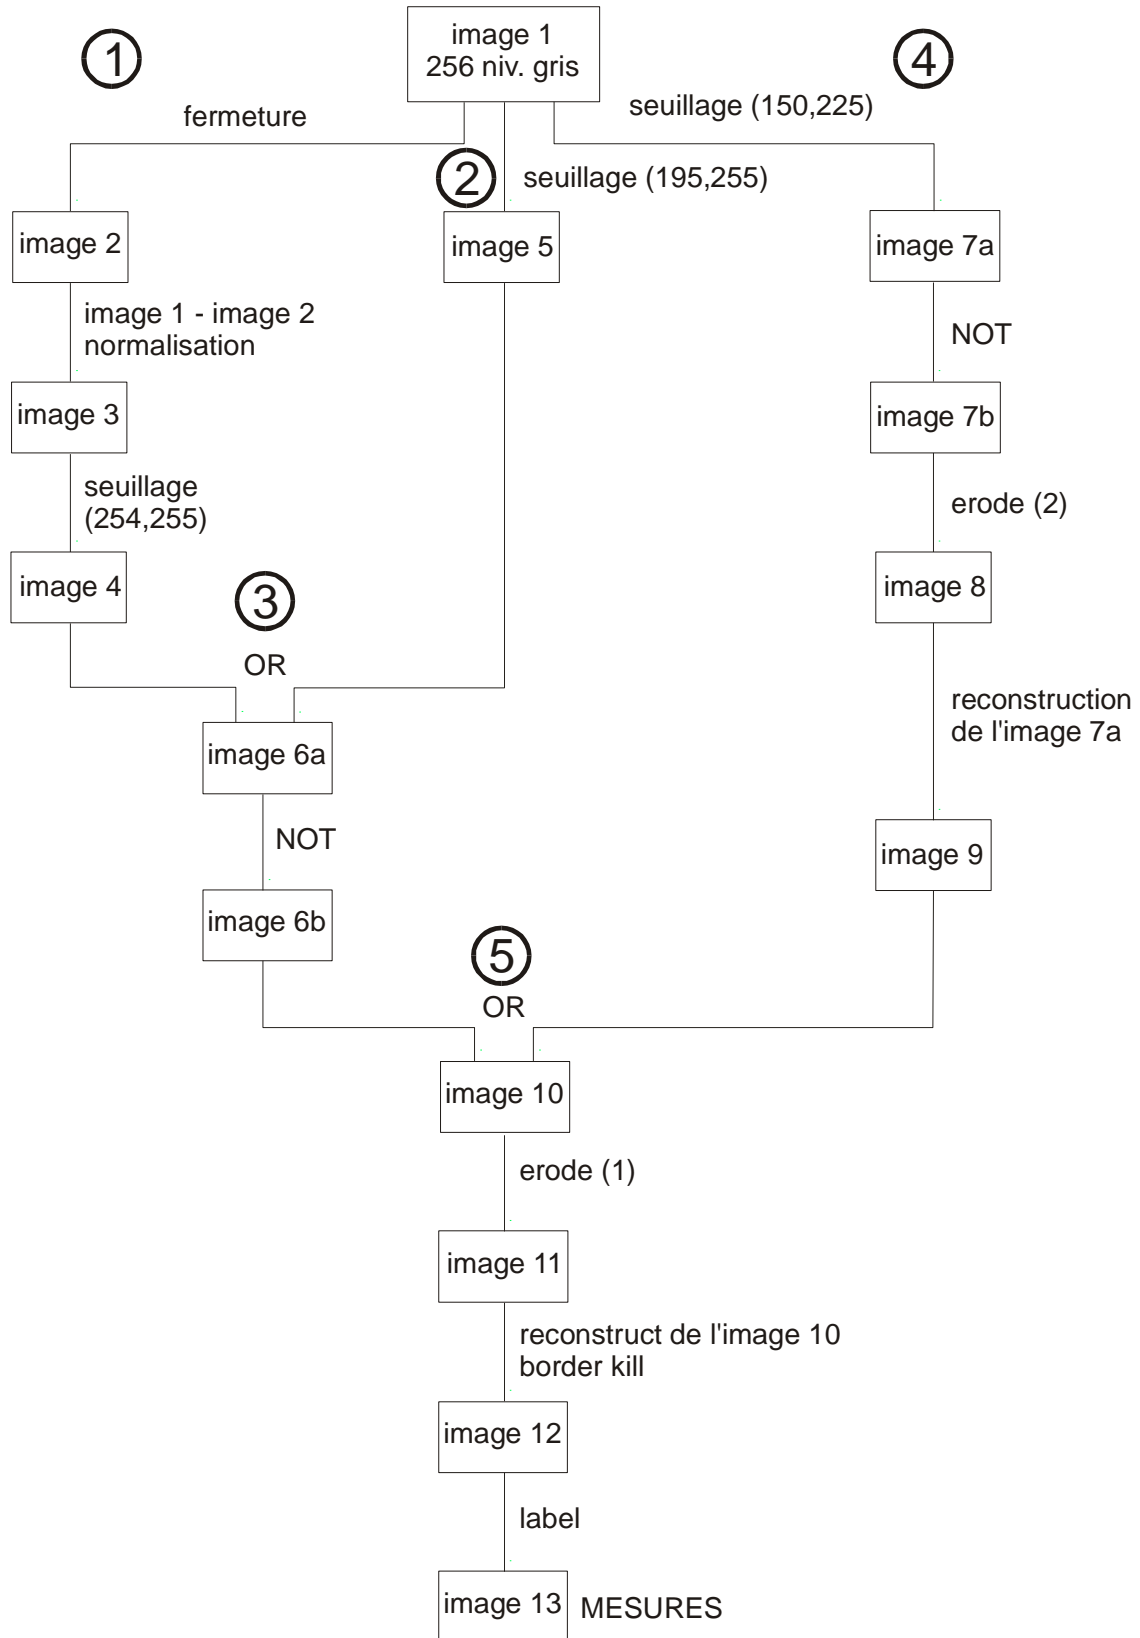 image 1
256 niv. gris
1
4
fermeture
seuillage (150,225)
2
seuillage (195,255)
image 2
image 5
image 7a
image 1 - image 2
normalisation
NOT
image 3
image 7b
seuillage
(254,255)
erode (2)
image 4
3
image 8
OR
reconstruction
de l'image 7a
image 6a
NOT
image 9
image 6b
5
OR
image 10
erode (1)
image 11
reconstruct de l'image 10
border kill
image 12
label
image 13
MESURES